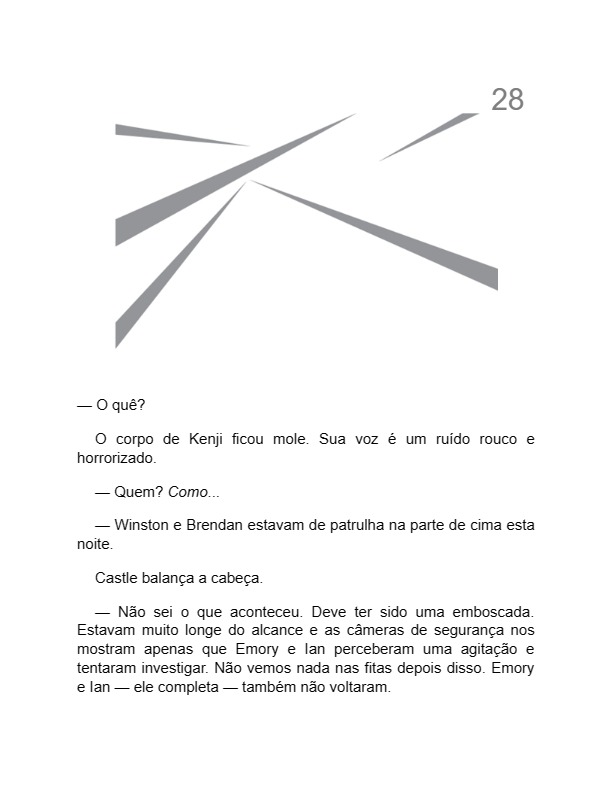 28
— O quê?
O corpo de Kenji ficou mole. Sua voz é um ruído rouco e
horrorizado.
— Quem? Como...
— Winston e Brendan estavam de patrulha na parte de cima esta
noite.
Castle balança a cabeça.
— Não sei o que aconteceu. Deve ter sido uma emboscada.
Estavam muito longe do alcance e as câmeras de segurança nos
mostram apenas que Emory e Ian perceberam uma agitação e
tentaram investigar. Não vemos nada nas fitas depois disso. Emory
e Ian — ele completa — também não voltaram.